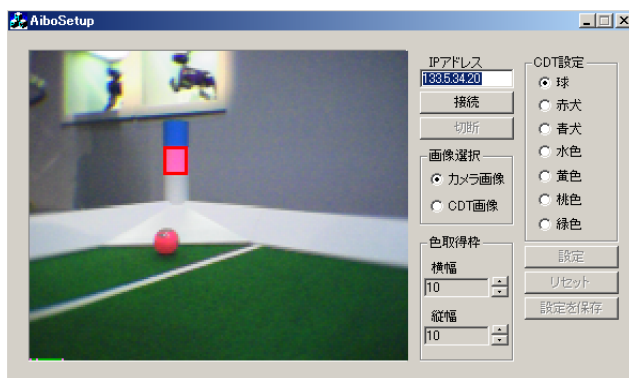 AiboSetup
IPアドレス
133.5.34.20
接続
切断
画像選択
カメラ画像
CDT画像
色取得枠
横幅
10
縦幅
10
CDT設定
球
赤犬
青犬
水色
黄色
桃色
緑色
設定
リセット
設定を保存